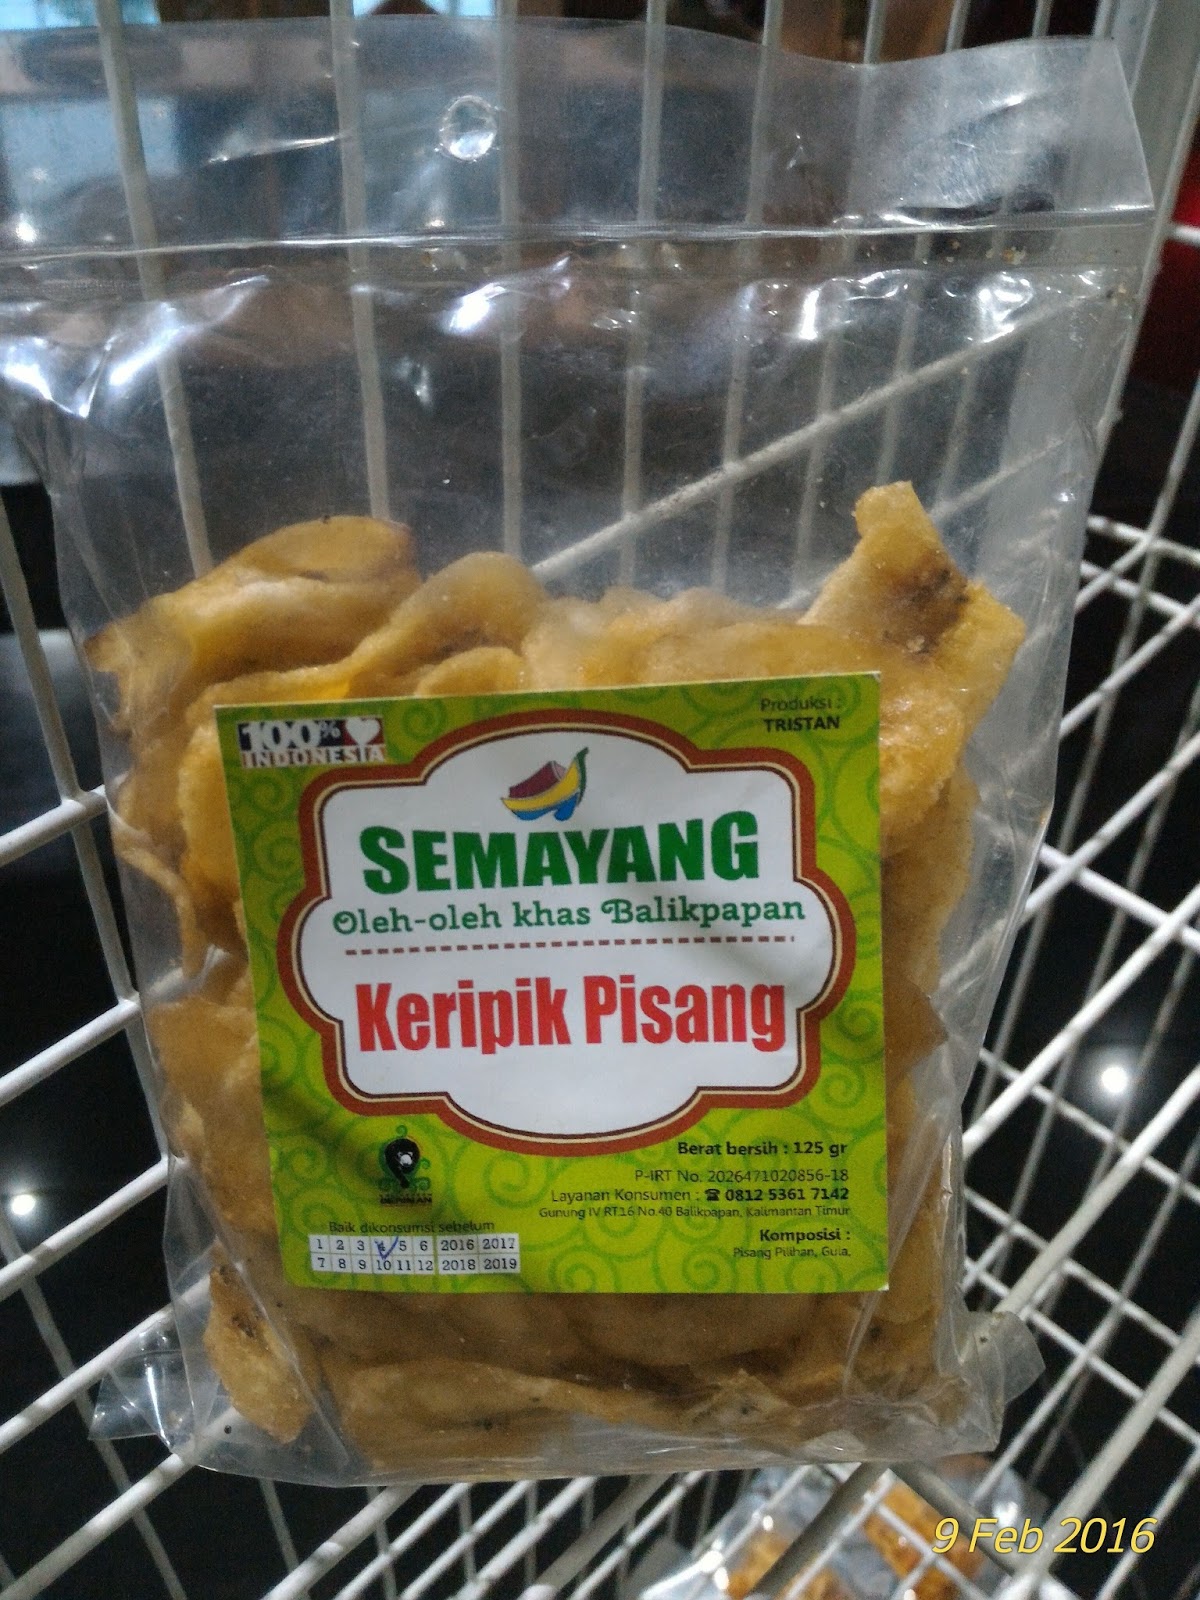 100%
INDONESIA
Produksi :
TRISTAN
SEMAYANG
Oleh-oleh khas Balikpapan
Keripik Pisang
Berat bersih : 125 gr
P-IRT No. 2026471020856-18
Layanan Konsumen : ☎ 0812 5361 7142
Gunung IV RT.16 No.40 Balikpapan, Kalimantan Timur
Komposisi :
Pisang Pilihan, Gula,
Baik dikonsumsi sebelum
1 2 3 4 5 6 2016 2017
7 8 9 10 11 12 2018 2019
9 Feb 2016